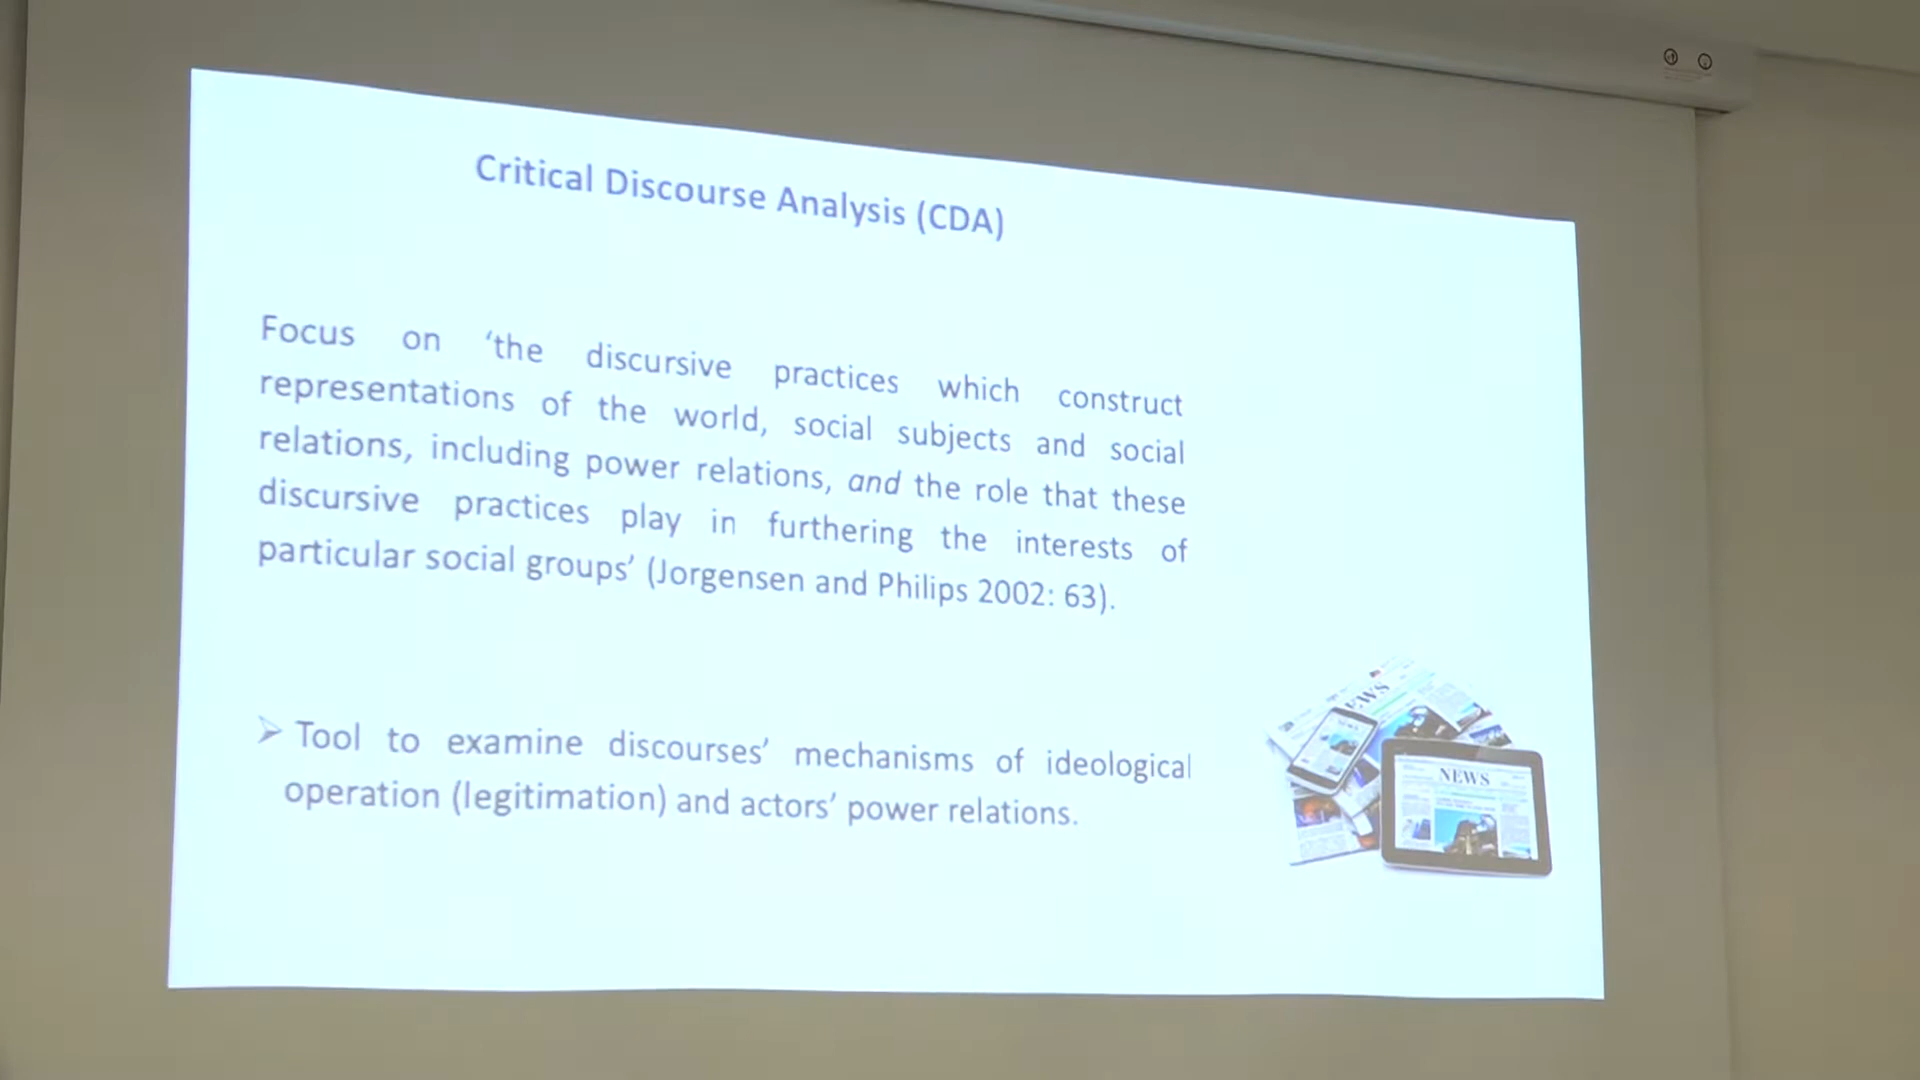 Critical Discourse Analysis (CDA)
Focus on ‘the discursive practices which construct
representations of the world, social subjects and social
relations, including power relations, and the role that these
discursive practices play in furthering the interests of
particular social groups’ (Jorgensen and Philips 2002: 63).
➢ Tool to examine discourses’ mechanisms of ideological
operation (legitimation) and actors’ power relations.
NEWS